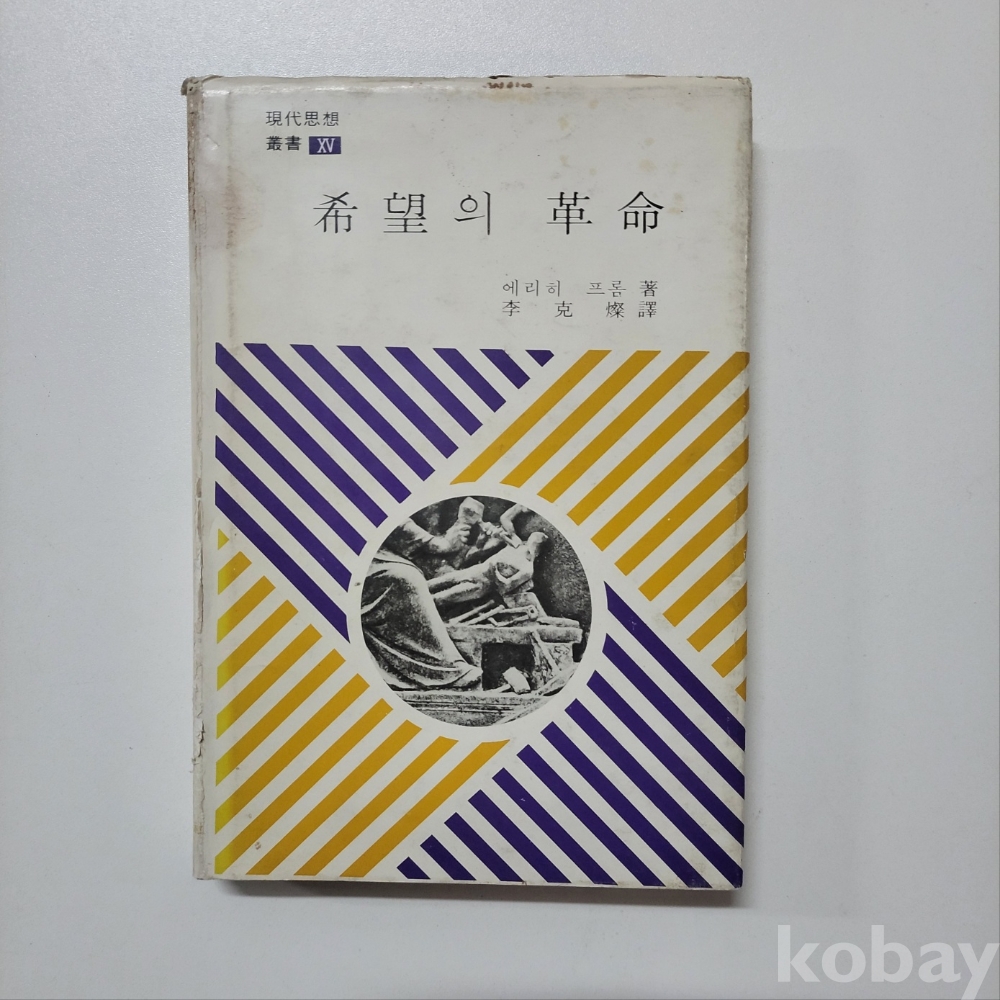 現代思想
叢書 XV
希望의 革命
에리히 프롬 著
李克燦 譯
kobay